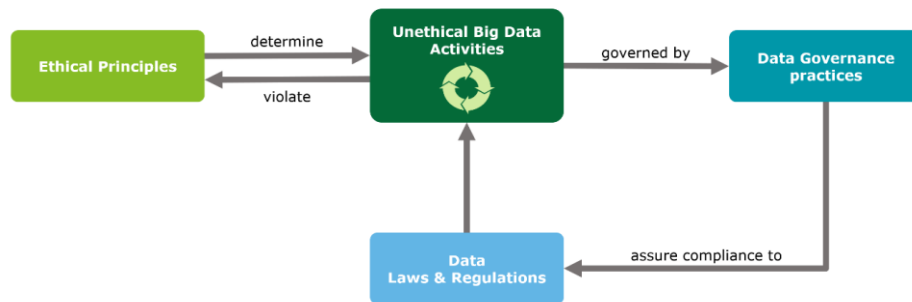 determine
Ethical Principles
violate
Unethical Big Data
Activities
governed by
Data Governance
practices
Data
Laws & Regulations
assure compliance to